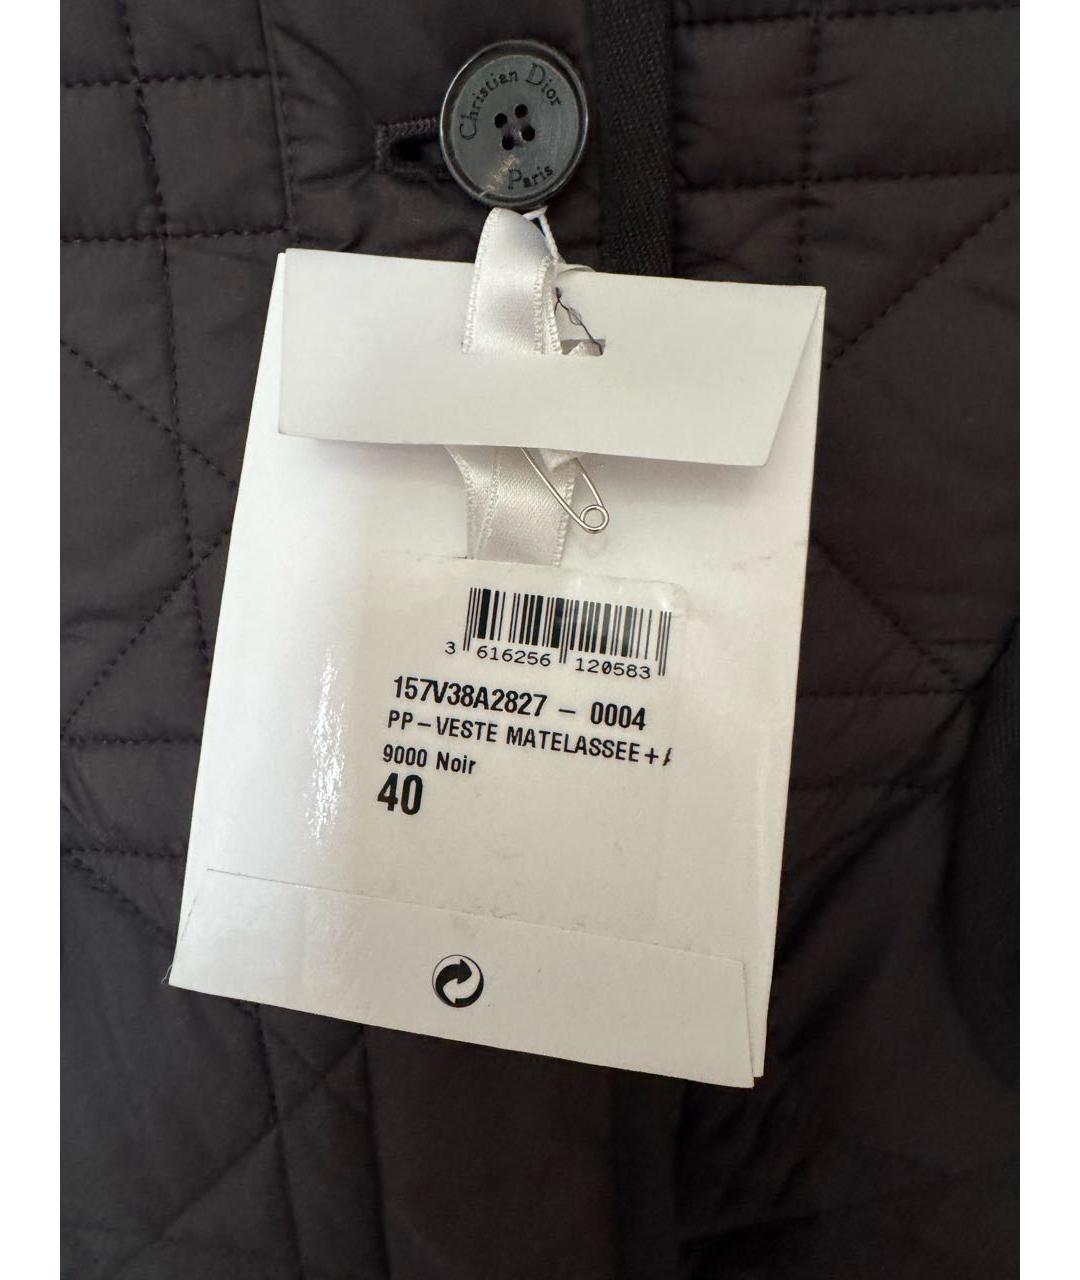 Christian Dior
Paris
3 616256 120583
157V38A2827 - 0004
PP-VESTE MATELASSEE+
9000 Noir
40